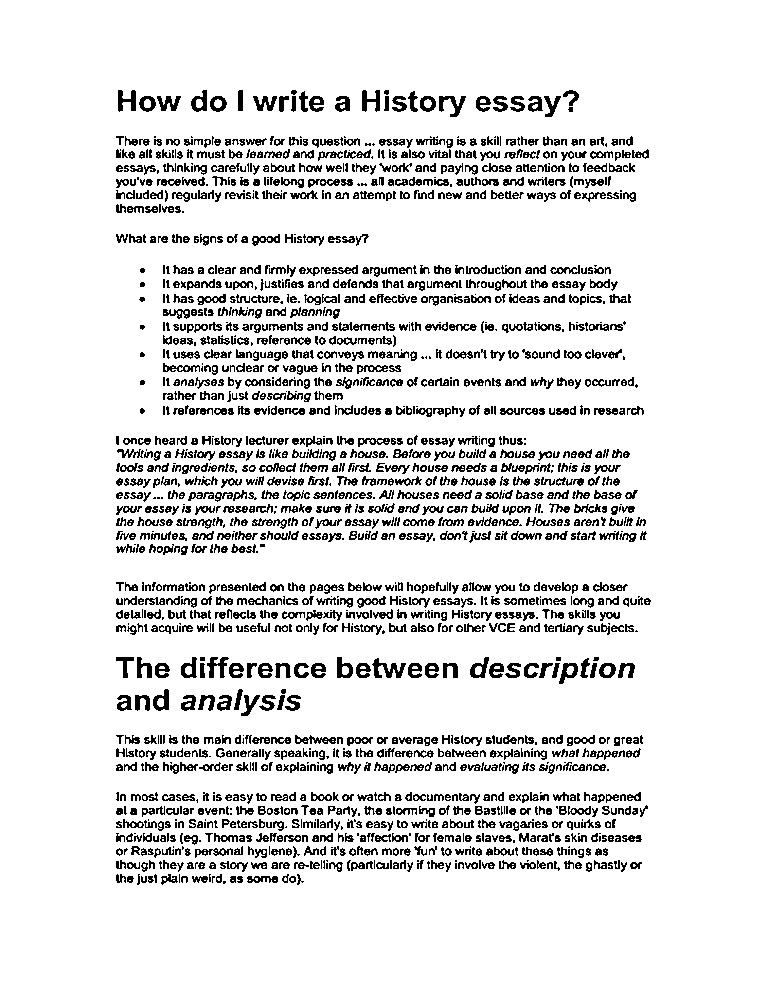 How do I write a History essay?
There is no simple answer for this question ... essay writing is a skill rather than an art, and
like all skills it must be learned and practiced. It is also vital that you reflect on your completed
essays, thinking carefully about how well they 'work' and paying close attention to feedback
you've received. This is a lifelong process ... all academics, authors and writers (myself
included) regularly revisit their work in an attempt to find new and better ways of expressing
themselves.
What are the signs of a good History essay?
• It has a clear and firmly expressed argument in the introduction and conclusion
• It expands upon, justifies and defends that argument throughout the essay body
• It has good structure, ie. logical and effective organisation of ideas and topics, that
suggests thinking and planning
• It supports its arguments and statements with evidence (ie. quotations, historians'
ideas, statistics, reference to documents)
• It uses clear language that conveys meaning ... it doesn't try to 'sound too clever',
becoming unclear or vague in the process
• It analyses by considering the significance of certain events and why they occurred,
rather than just describing them
• It references its evidence and includes a bibliography of all sources used in research
I once heard a History lecturer explain the process of essay writing thus:
"Writing a History essay is like building a house. Before you build a house you need all the
tools and ingredients, so collect them all first. Every house needs a blueprint; this is your
essay plan, which you will devise first. The framework of the house is the structure of the
essay ... the paragraphs, the topic sentences. All houses need a solid base and the base of
your essay is your research; make sure it is solid and you can build upon it. The bricks give
the house strength, the strength of your essay will come from evidence. Houses aren't built in
five minutes, and neither should essays. Build an essay, don't just sit down and start writing it
while hoping for the best."
The information presented on the pages below will hopefully allow you to develop a closer
understanding of the mechanics of writing good History essays. It is sometimes long and quite
detailed, but that reflects the complexity involved in writing History essays. The skills you
might acquire will be useful not only for History, but also for other VCE and tertiary subjects.
The difference between description
and analysis
This skill is the main difference between poor or average History students, and good or great
History students. Generally speaking, it is the difference between explaining what happened
and the higher-order skill of explaining why it happened and evaluating its significance.
In most cases, it is easy to read a book or watch a documentary and explain what happened
at a particular event: the Boston Tea Party, the storming of the Bastille or the 'Bloody Sunday'
shootings in Saint Petersburg. Similarly, it's easy to write about the vagaries or quirks of
individuals (eg. Thomas Jefferson and his 'affection' for female slaves, Marat's skin diseases
or Rasputin's personal hygiene). And it's often more 'fun' to write about these things as
though they are a story we are re-telling (particularly if they involve the violent, the ghastly or
the just plain weird, as some do).